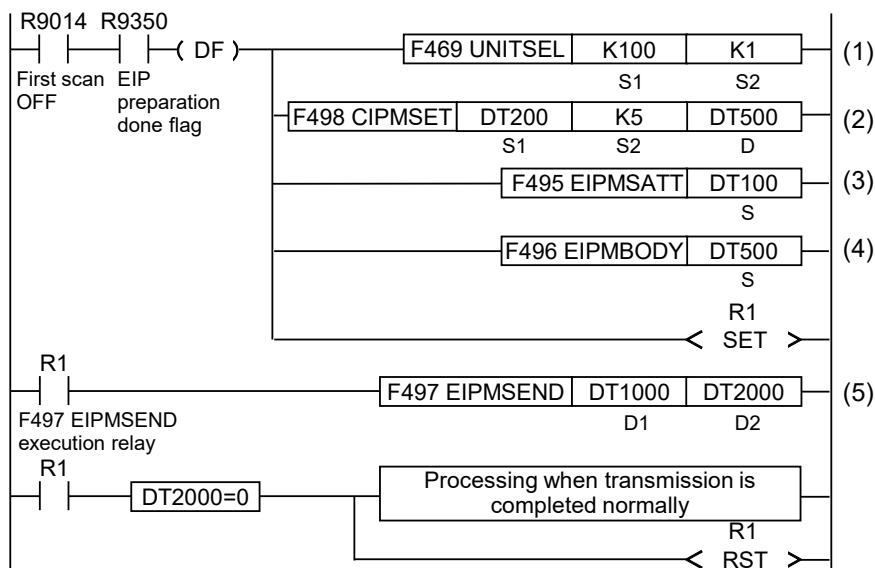 R9014 R9350
( DF ) F469 UNITSEL K100 K1 (1)
First scan EIP S1 S2
OFF preparation
done flag
F498 CIPMSET DT200 K5 DT500 (2)
S1 S2 D
F495 EIPMSATT DT100 (3)
S
F496 EIPMBODY DT500 (4)
S
R1
< SET >
R1
F497 EIPMSEND DT1000 DT2000 (5)
F497 EIPMSEND D1 D2
execution relay
R1
DT2000=0 Processing when transmission is
completed normally
R1
< RST >